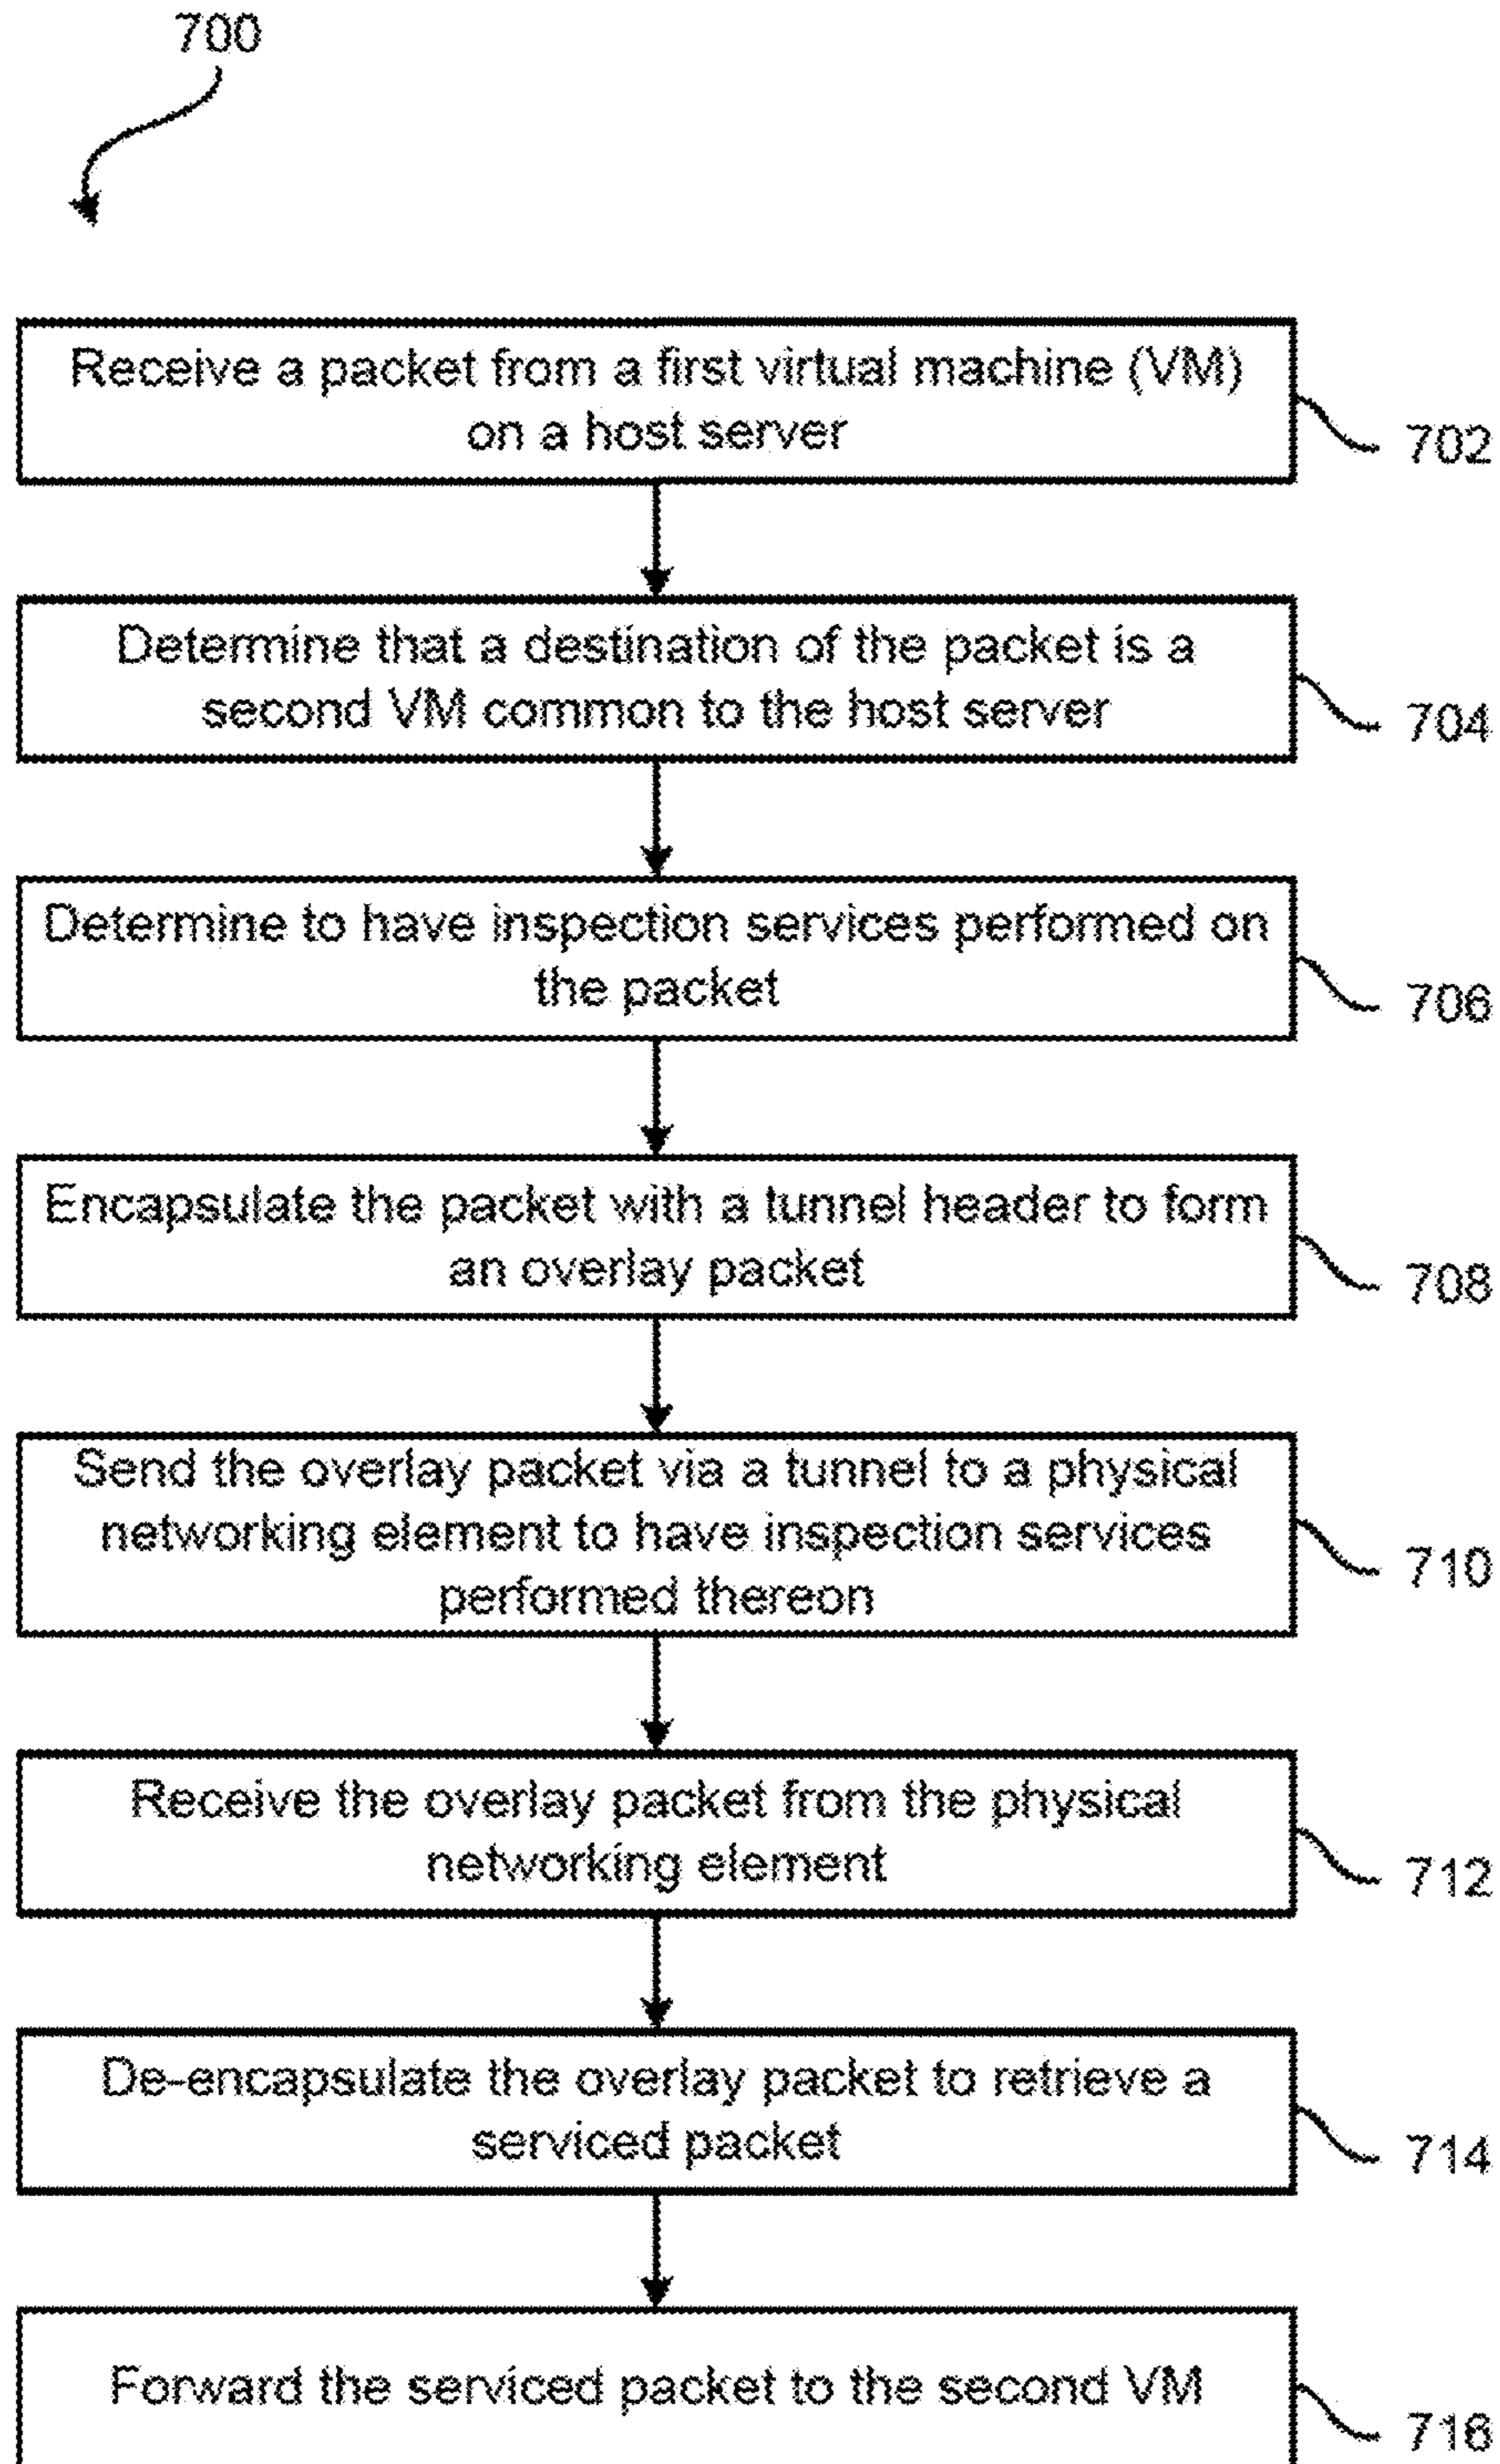 700
Receive a packet from a first virtual machine (VM)
on a host server
702
Determine that a destination of the packet is a
second VM common to the host server
704
Determine to have inspection services performed on
the packet
706
Encapsulate the packet with a tunnel header to form
an overlay packet
708
Send the overlay packet via a tunnel to a physical
networking element to have inspection services
performed thereon
710
Receive the overlay packet from the physical
networking element
712
De-encapsulate the overlay packet to retrieve a
serviced packet
714
Forward the serviced packet to the second VM
716